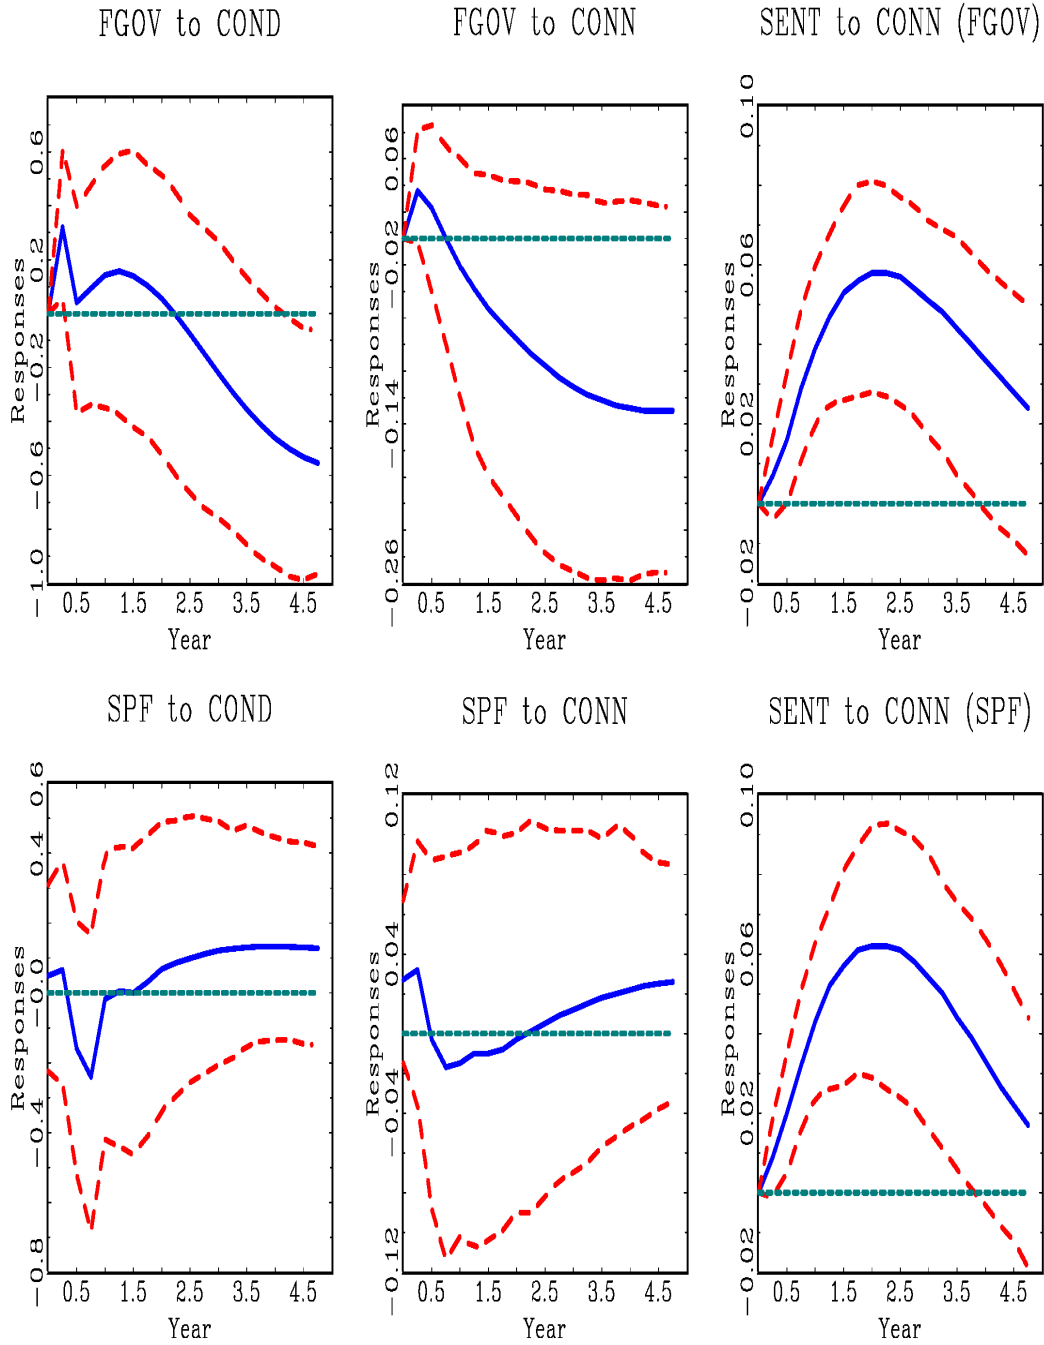 FGOV to COND
FGOV to CONN
SENT to CONN (FGOV)
Responses
0.6
0.2
−0.2
−0.6
−1.0
0.5 1.5 2.5 3.5 4.5
Year
Responses
0.06
−0.02
−0.14
−0.26
0.5 1.5 2.5 3.5 4.5
Year
Responses
0.10
0.06
0.02
−0.02
0.5 1.5 2.5 3.5 4.5
Year
SPF to COND
SPF to CONN
SENT to CONN (SPF)
Responses
0.6
0.4
−0.0
−0.4
−0.8
0.5 1.5 2.5 3.5 4.5
Year
Responses
0.12
0.04
−0.04
−0.12
0.5 1.5 2.5 3.5 4.5
Year
Responses
0.10
0.06
0.02
−0.02
0.5 1.5 2.5 3.5 4.5
Year